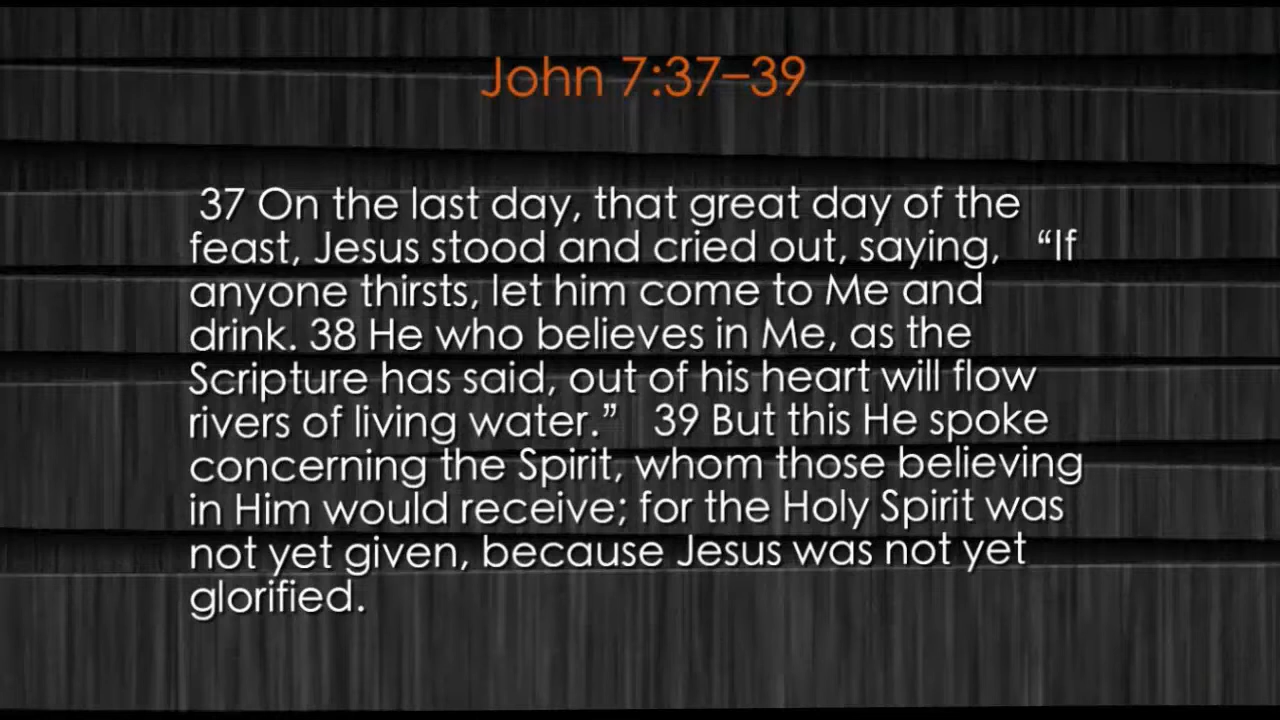 John 7:37–39
37 On the last day, that great day of the
feast, Jesus stood and cried out, saying, “If
anyone thirsts, let him come to Me and
drink. 38 He who believes in Me, as the
Scripture has said, out of his heart will flow
rivers of living water.” 39 But this He spoke
concerning the Spirit, whom those believing
in Him would receive; for the Holy Spirit was
not yet given, because Jesus was not yet
glorified.